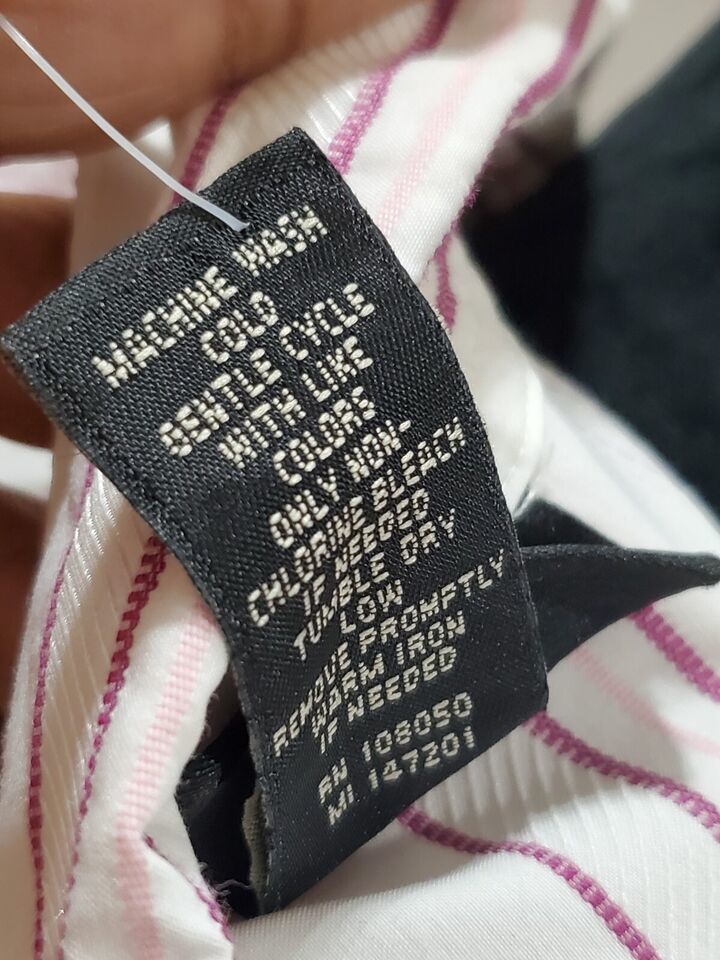 MACHINE WASH
COLD
GENTLE CYCLE
WITH LIKE
COLORS
ONLY NON-
CHLORINE BLEACH
IF NEEDED
TUMBLE DRY
LOW
REMOVE PROMPTLY
WARM IRON
IF NEEDED
RN 108050
MI 147201